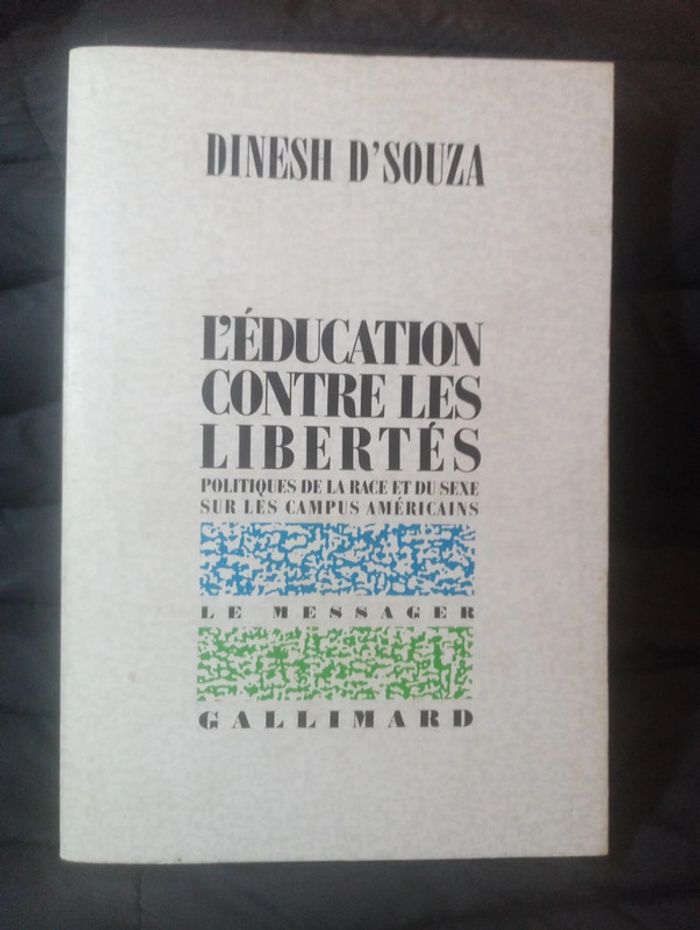 DINESH D'SOUZA
L'ÉDUCATION
CONTRE LES
LIBERTÉS
POLITIQUES DE LA RACE ET DU SEXE
SUR LES CAMPUS AMÉRICAINS
LE MESSAGER
GALLIMARD